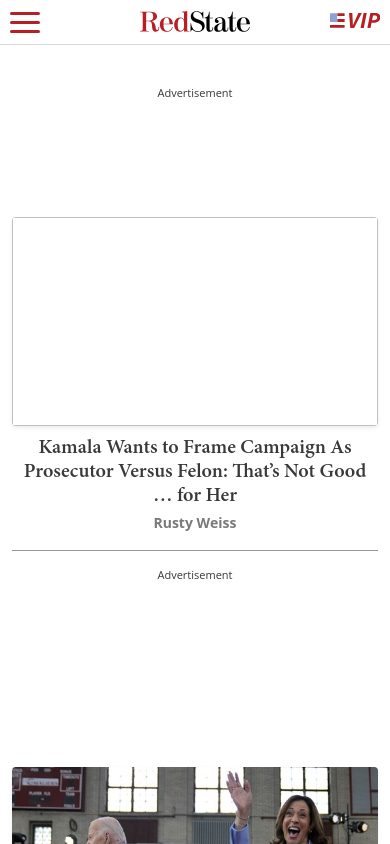 RedState
VIP
Advertisement
Kamala Wants to Frame Campaign As
Prosecutor Versus Felon: That’s Not Good
… for Her
Rusty Weiss
Advertisement